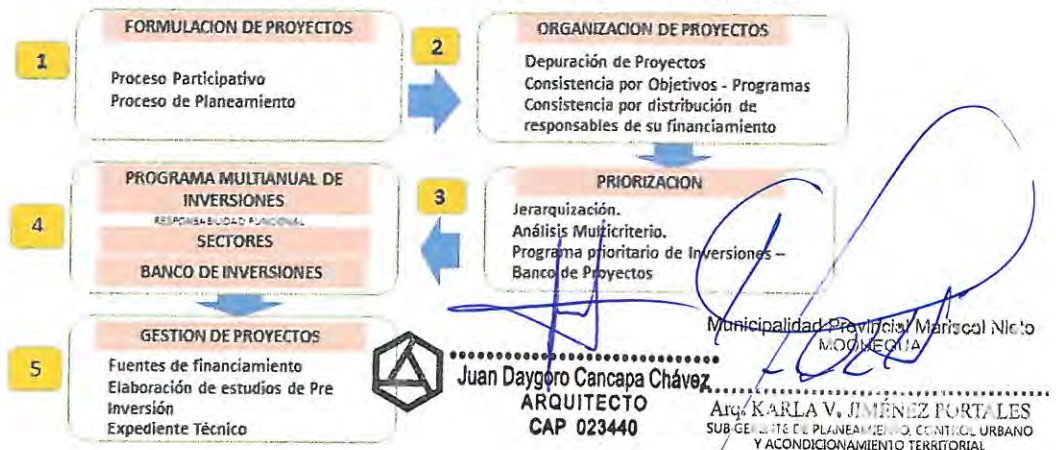 1
FORMULACION DE PROYECTOS
Proceso Participativo
Proceso de Planeamiento
2
ORGANIZACION DE PROYECTOS
Depuración de Proyectos
Consistencia por Objetivos - Programas
Consistencia por distribución de
responsables de su financiamiento
3
PRIORIZACION
Jerarquización.
Análisis Multicriterio.
Programa prioritario de Inversiones –
Banco de Proyectos
4
PROGRAMA MULTIANUAL DE
INVERSIONES
RESPONSABILIDAD FUNCIONAL
SECTORES
BANCO DE INVERSIONES
5
GESTION DE PROYECTOS
Fuentes de financiamiento
Elaboración de estudios de Pre
Inversión
Expediente Técnico
Juan Daygoro Cancapa Chávez
ARQUITECTO
CAP 023440
Municipalidad Provincial Mariscal Nieto
MOQUEGUA
Arq. KARLA V. JIMÉNEZ PORTALES
SUB GERENTE DE PLANEAMIENTO, CONTROL URBANO
Y ACONDICIONAMIENTO TERRITORIAL